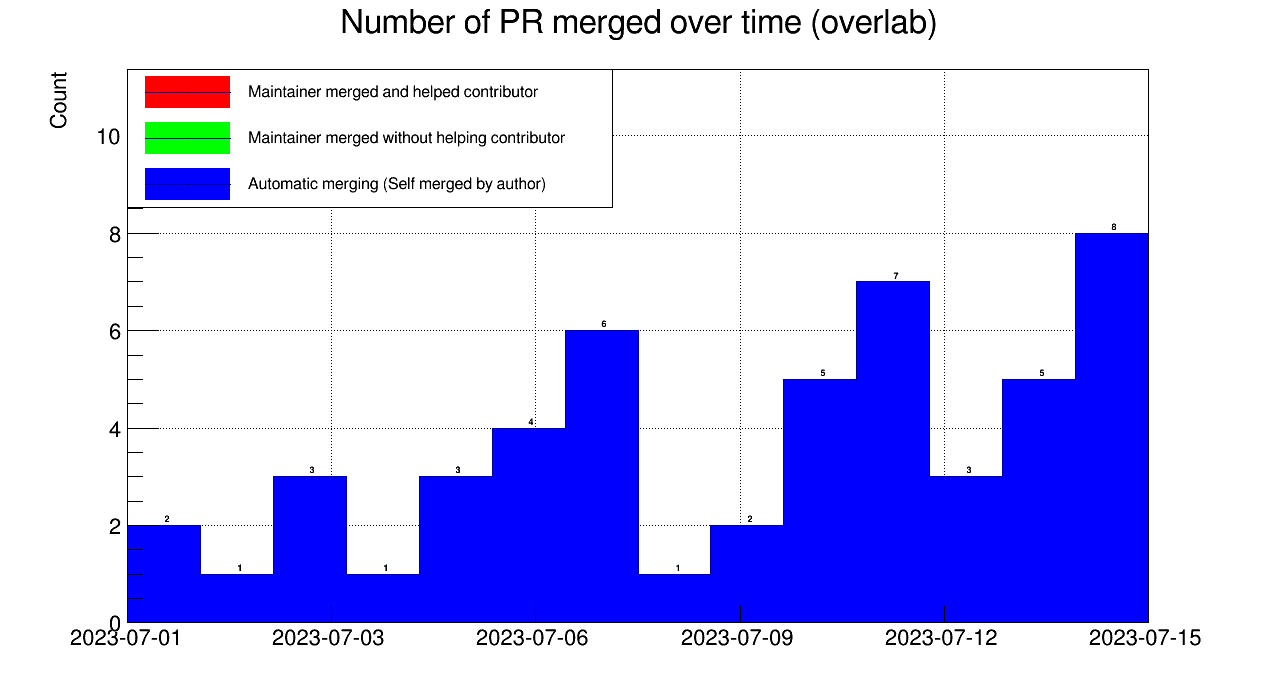 Number of PR merged over time (overlab)
Count
Maintainer merged and helped contributor
Maintainer merged without helping contributor
Automatic merging (Self merged by author)
10
8
6
4
2
0
2 1 3 1 3 4 6 1 2 5 7 3 5 8
2023-07-01 2023-07-03 2023-07-06 2023-07-09 2023-07-12 2023-07-15